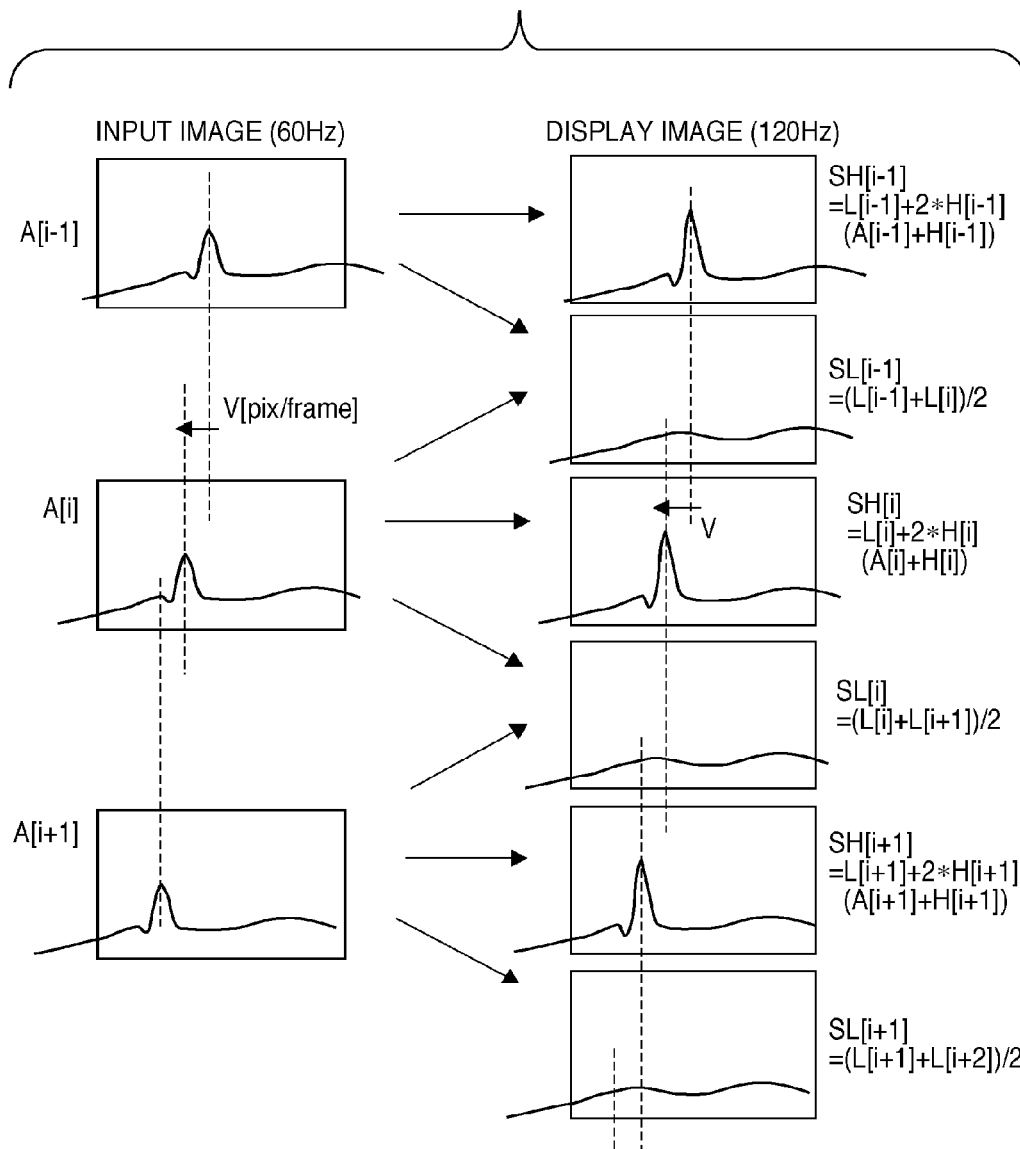 INPUT IMAGE (60Hz)
DISPLAY IMAGE (120Hz)
A[i-1]
SH[i-1]
=L[i-1]+2*H[i-1]
(A[i-1]+H[i-1])
SL[i-1]
=(L[i-1]+L[i])/2
V[pix/frame]
A[i]
V
SH[i]
=L[i]+2*H[i]
(A[i]+H[i])
SL[i]
=(L[i]+L[i+1])/2
A[i+1]
SH[i+1]
=L[i+1]+2*H[i+1]
(A[i+1]+H[i+1])
SL[i+1]
=(L[i+1]+L[i+2])/2